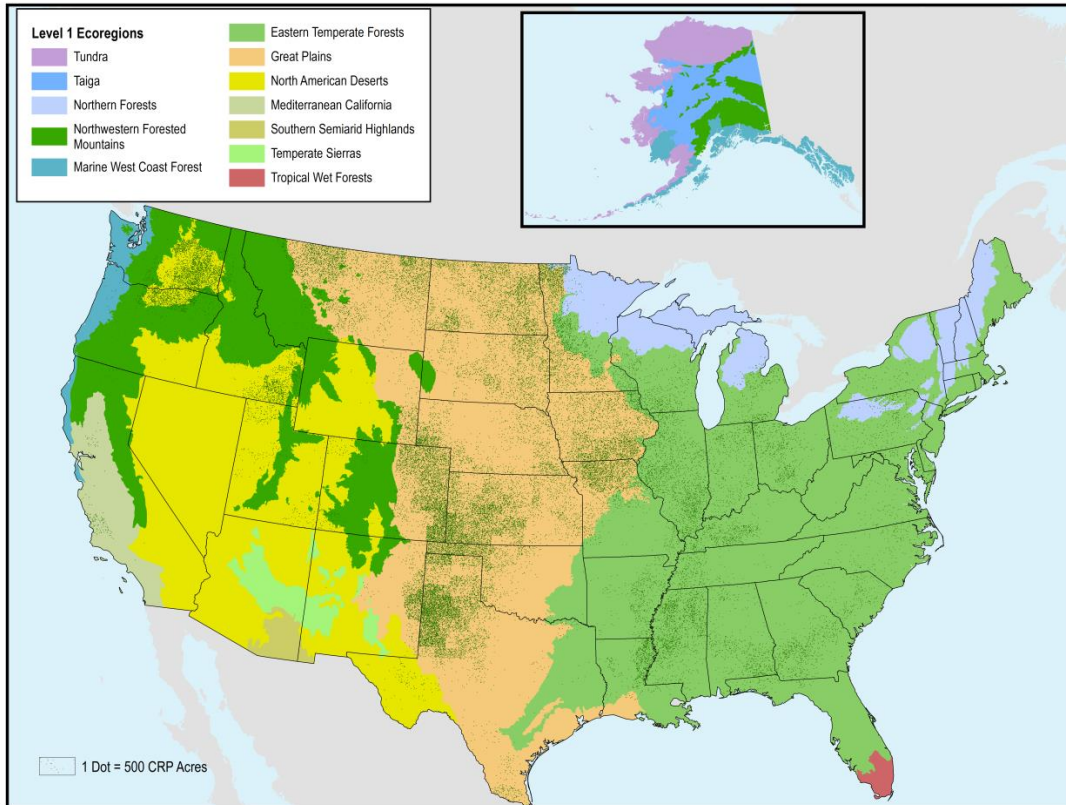 Level 1 Ecoregions
Tundra
Taiga
Northern Forests
Northwestern Forested
Mountains
Marine West Coast Forest
Eastern Temperate Forests
Great Plains
North American Deserts
Mediterranean California
Southern Semiarid Highlands
Temperate Sierras
Tropical Wet Forests
1 Dot = 500 CRP Acres